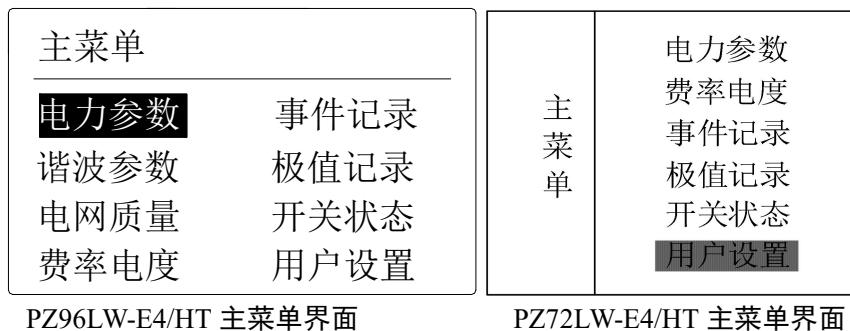 主菜单
电力参数 事件记录
谐波参数 极值记录
电网质量 开关状态
费率电度 用户设置
PZ96LW-E4/HT 主菜单界面
主菜单
电力参数
费率电度
事件记录
极值记录
开关状态
用户设置
PZ72LW-E4/HT 主菜单界面